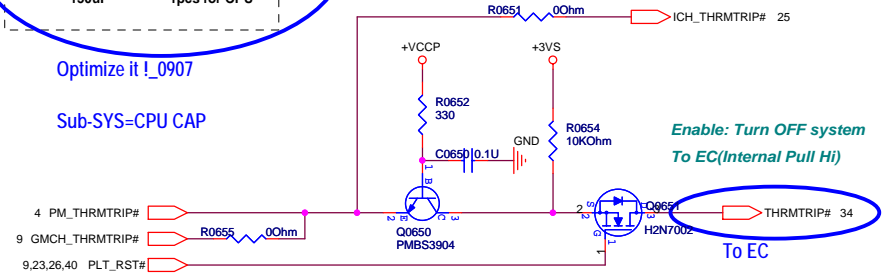 150uF 1pcs for CPU
R0651 0Ohm
ICH_THRMTRIP# 25
Optimize it !_0907
+VCCP
+3VS
R0652
330
Sub-SYS=CPU CAP
GND
R0654
10KOhm
Enable: Turn OFF system
To EC(Internal Pull Hi)
C0650 0.1U
1
B
4 PM_THRMTRIP#
2 E C 3
2 S 3
Q0651
THRMTRIP# 34
9 GMCH_THRMTRIP#
R0655 0Ohm
Q0650
PMBS3904
G
1
H2N7002
To EC
9,23,26,40 PLT_RST#